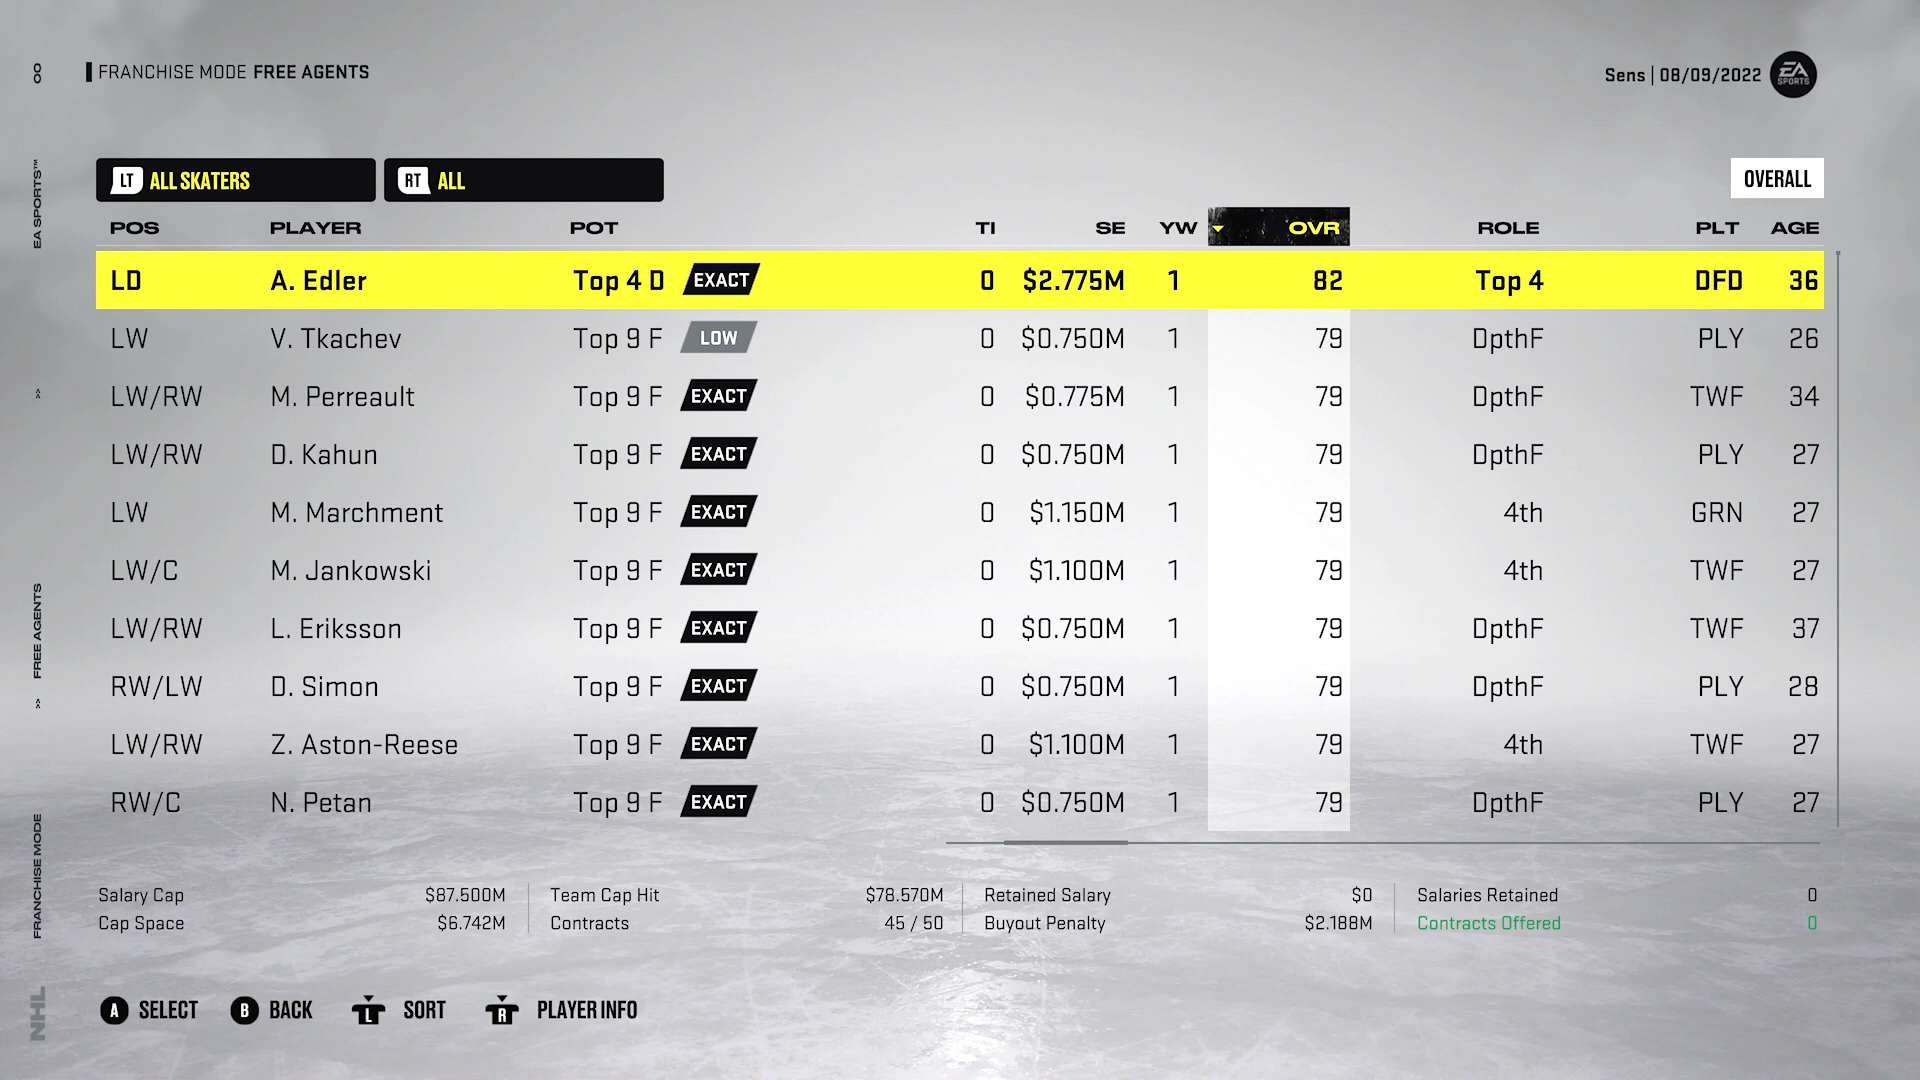 FRANCHISE MODE FREE AGENTS
Sens | 08/09/2022
EA SPORTS
LT ALL SKATERS
RT ALL
OVERALL
POS PLAYER POT TI SE YW OVR ROLE PLT AGE
LD A. Edler Top 4 D EXACT 0 $2.775M 1 82 Top 4 DFD 36
LW V. Tkachev Top 9 F LOW 0 $0.750M 1 79 DpthF PLY 26
LW/RW M. Perreault Top 9 F EXACT 0 $0.775M 1 79 DpthF TWF 34
LW/RW D. Kahun Top 9 F EXACT 0 $0.750M 1 79 DpthF PLY 27
LW M. Marchment Top 9 F EXACT 0 $1.150M 1 79 4th GRN 27
LW/C M. Jankowski Top 9 F EXACT 0 $1.100M 1 79 4th TWF 27
LW/RW L. Eriksson Top 9 F EXACT 0 $0.750M 1 79 DpthF TWF 37
RW/LW D. Simon Top 9 F EXACT 0 $0.750M 1 79 DpthF PLY 28
LW/RW Z. Aston-Reese Top 9 F EXACT 0 $1.100M 1 79 4th TWF 27
RW/C N. Petan Top 9 F EXACT 0 $0.750M 1 79 DpthF PLY 27
Salary Cap $87.500M Team Cap Hit $78.570M Retained Salary $0 Salaries Retained 0
Cap Space $6.742M Contracts 45 / 50 Buyout Penalty $2.188M Contracts Offered 0
A SELECT B BACK L SORT R PLAYER INFO
NHL FRANCHISE MODE >> FREE AGENTS >> EA SPORTS™ 00